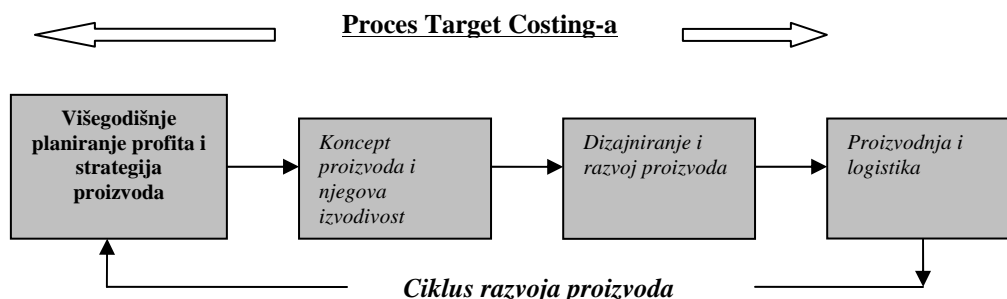 Proces Target Costing-a
Višegodišnje
planiranje profita i
strategija
proizvoda
Koncept
proizvoda i
njegova
izvodivost
Dizajniranje i
razvoj proizvoda
Proizvodnja i
logistika
Ciklus razvoja proizvoda